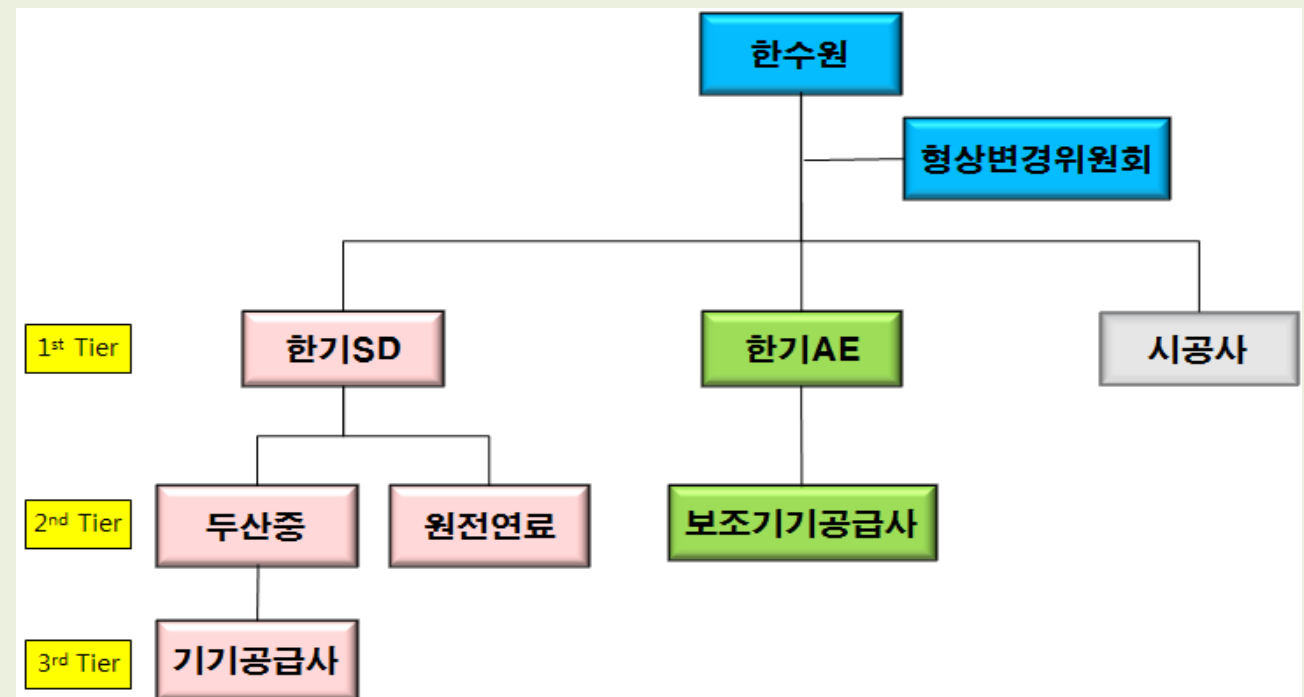 한수원
형상변경위원회
1st Tier
한기SD
한기AE
시공사
2nd Tier
두산중
원전연료
보조기기공급사
3rd Tier
기기공급사